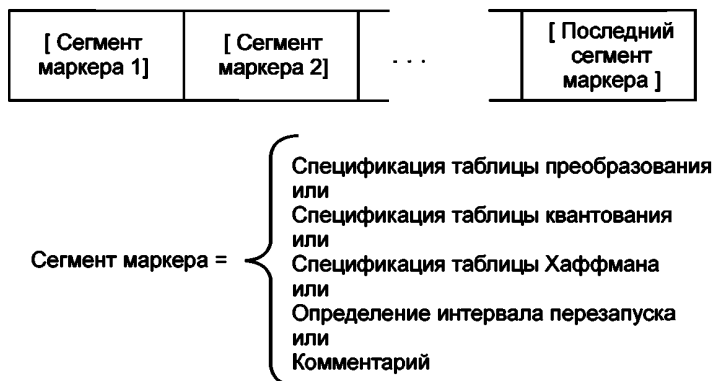 [ Сегмент
маркера 1]
[ Сегмент
маркера 2]
. . .
[ Последний
сегмент
маркера ]
Сегмент маркера =
Спецификация таблицы преобразования
или
Спецификация таблицы квантования
или
Спецификация таблицы Хаффмана
или
Определение интервала перезапуска
или
Комментарий